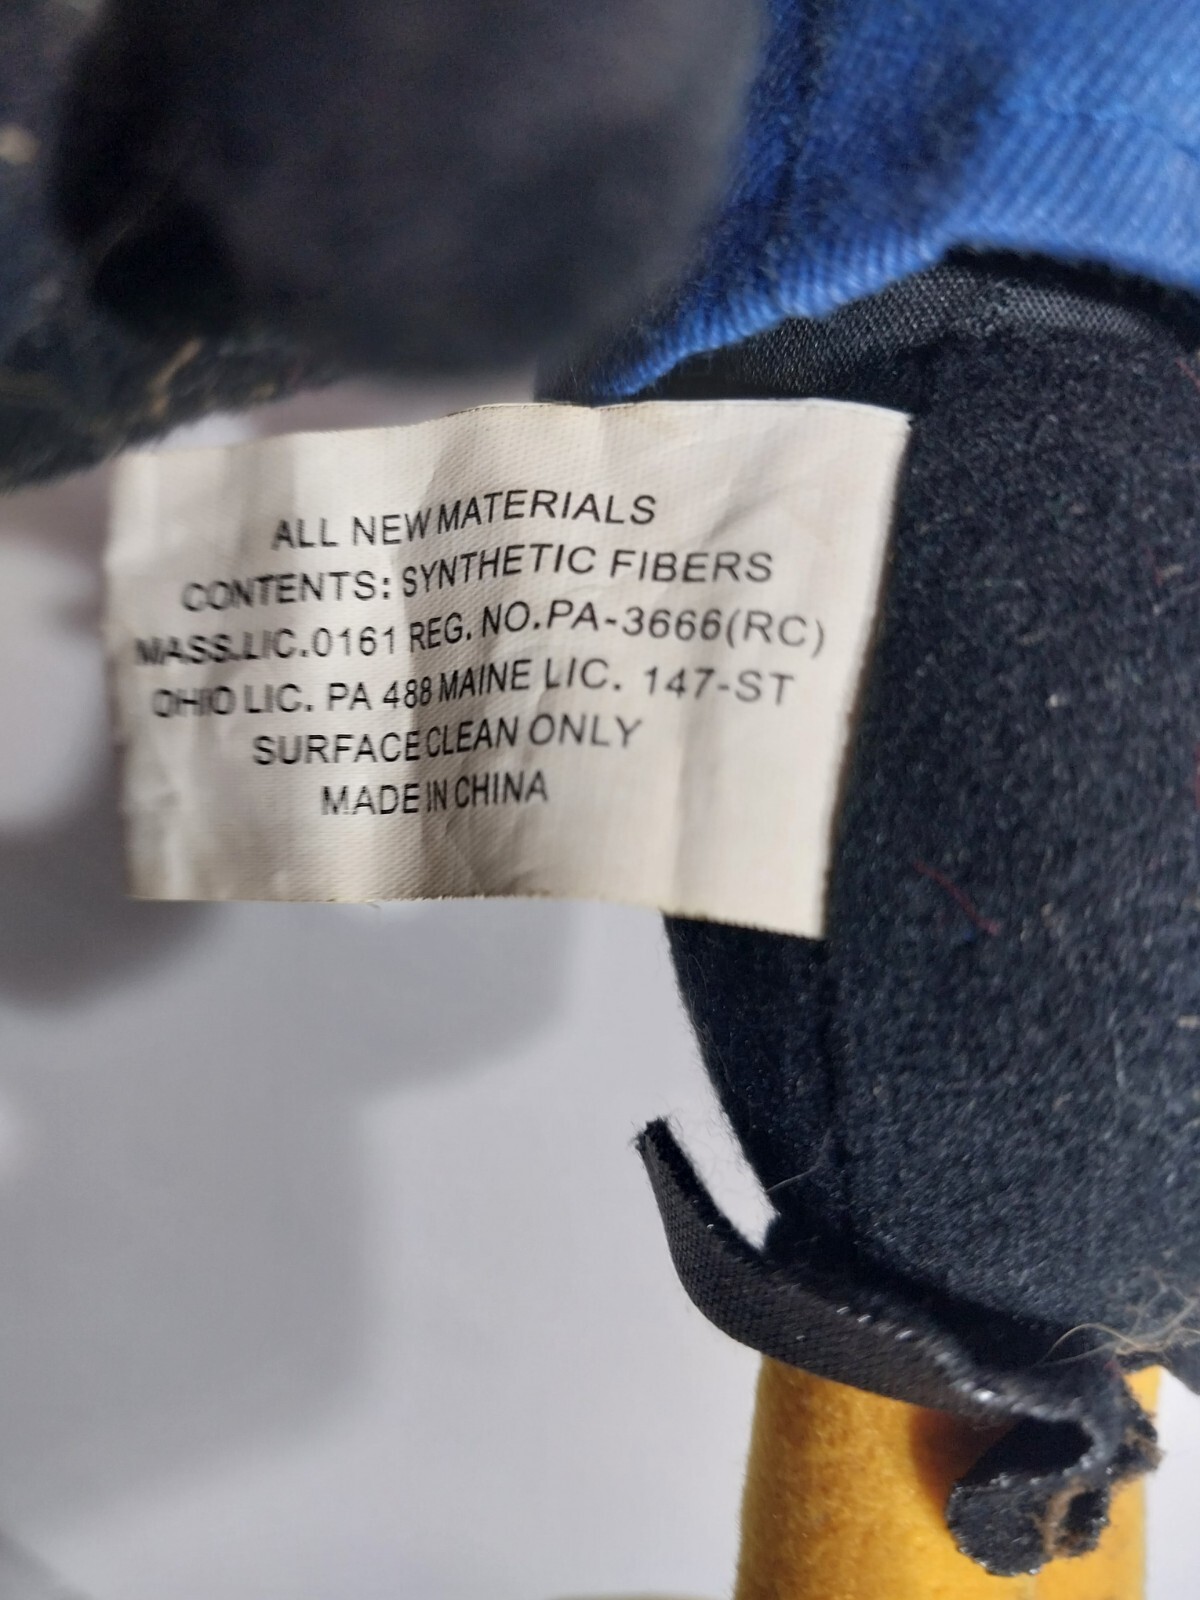 ALL NEW MATERIALS
CONTENTS: SYNTHETIC FIBERS
MASS.LIC.0161 REG. NO.PA-3666(RC)
OHIO LIC. PA 488 MAINE LIC. 147-ST
SURFACE CLEAN ONLY
MADE IN CHINA